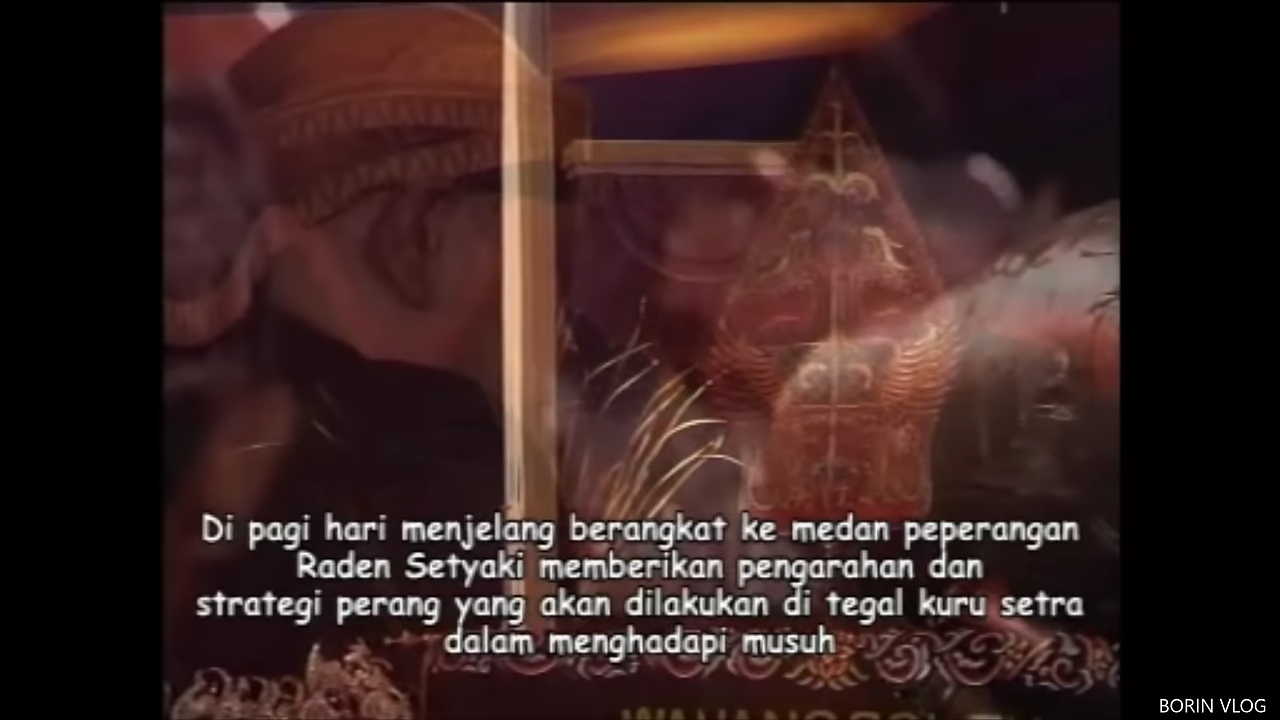 Di pagi hari menjelang berangkat ke medan peperangan
Raden Setyaki memberikan pengarahan dan
strategi perang yang akan dilakukan di tegal kuru setra
dalam menghadapi musuh
BORIN VLOG